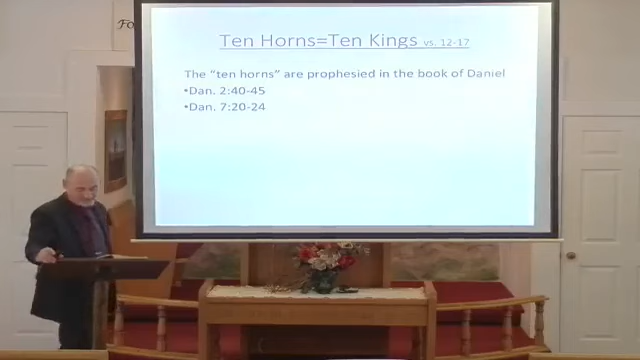 Fo
Ten Horns=Ten Kings vs. 12-17
The "ten horns" are prophesied in the book of Daniel
•Dan. 2:40-45
•Dan. 7:20-24